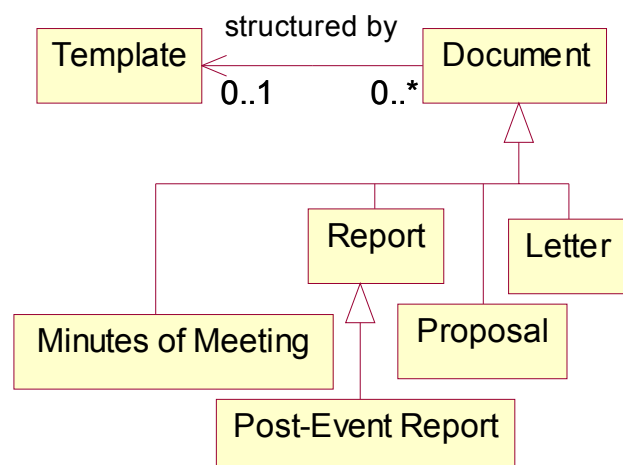 structured by
Template
Document
0..1
0..*
Report
Letter
Minutes of Meeting
Proposal
Post-Event Report